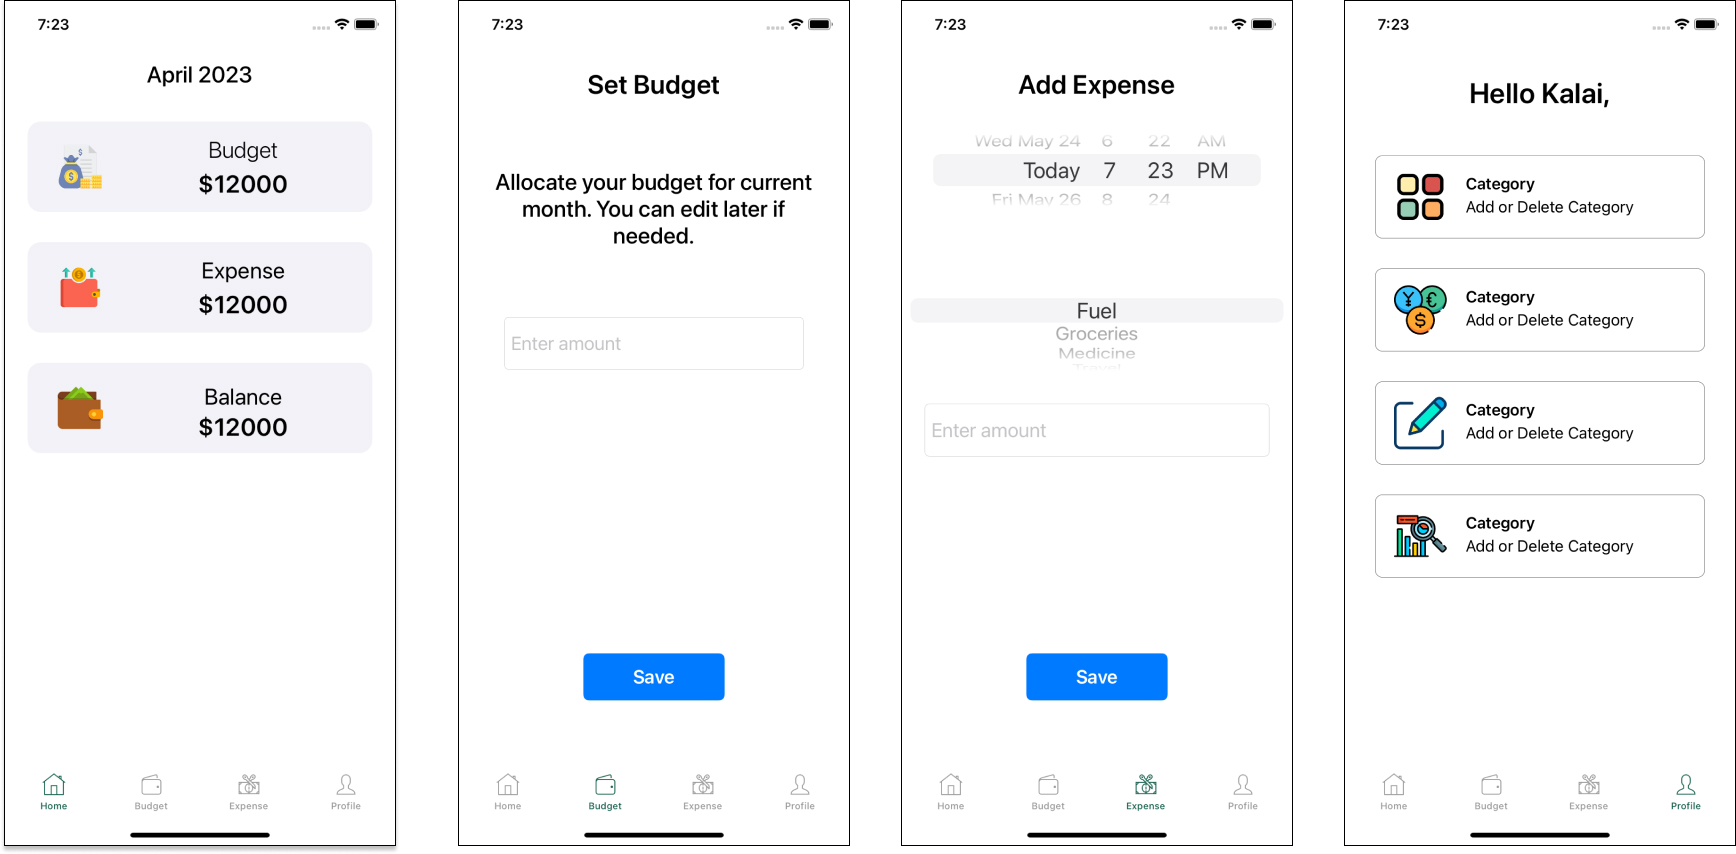 7:23
April 2023
Budget
$12000
Expense
$12000
Balance
$12000
Home
Budget
Expense
Profile
7:23
Set Budget
Allocate your budget for current
month. You can edit later if
needed.
Enter amount
Save
Home
Budget
Expense
Profile
7:23
Add Expense
Wed May 24 6 22 AM
Today 7 23 PM
Fri May 26 8 24
Fuel
Groceries
Medicine
Travel
Enter amount
Save
Home
Budget
Expense
Profile
7:23
Hello Kalai,
Category
Add or Delete Category
Category
Add or Delete Category
Category
Add or Delete Category
Category
Add or Delete Category
Home
Budget
Expense
Profile